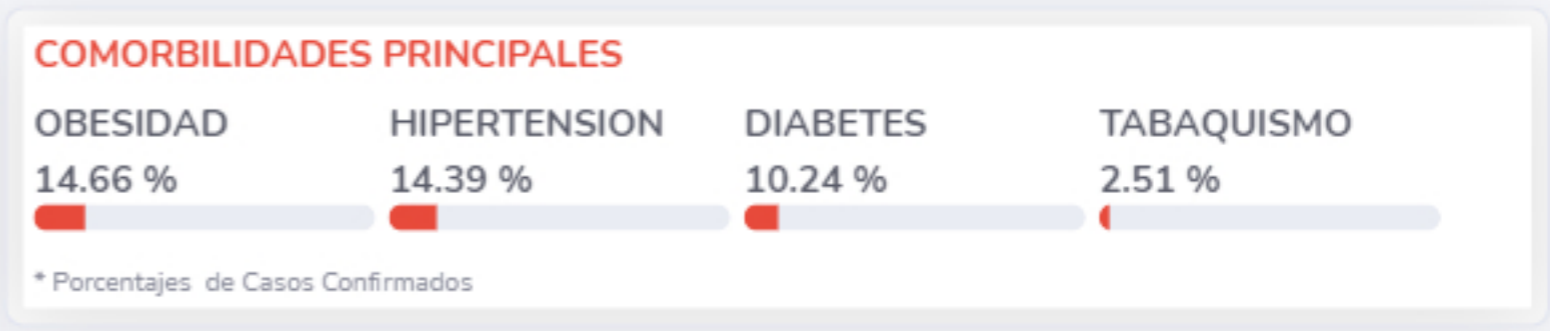 COMORBILIDADES PRINCIPALES
OBESIDAD HIPERTENSION DIABETES TABAQUISMO
14.66 % 14.39 % 10.24 % 2.51 %
* Porcentajes de Casos Confirmados